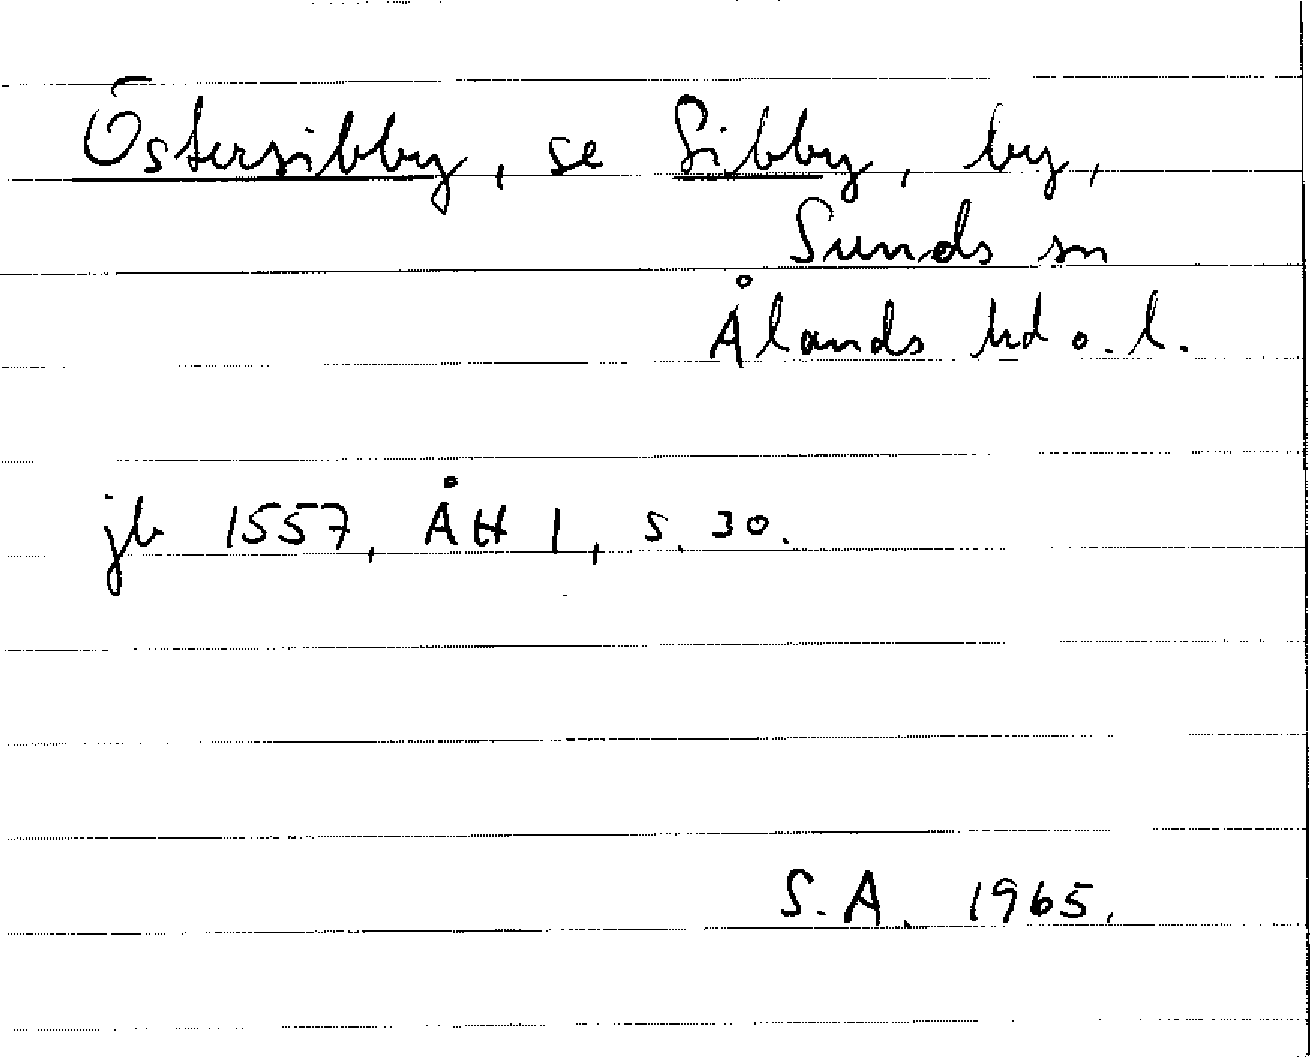 Östersibby, se Sibby, by,
Sunds sn
Ålands hd o. l.
jb 1557, ÅH 1, s. 30.
S.A. 1965.